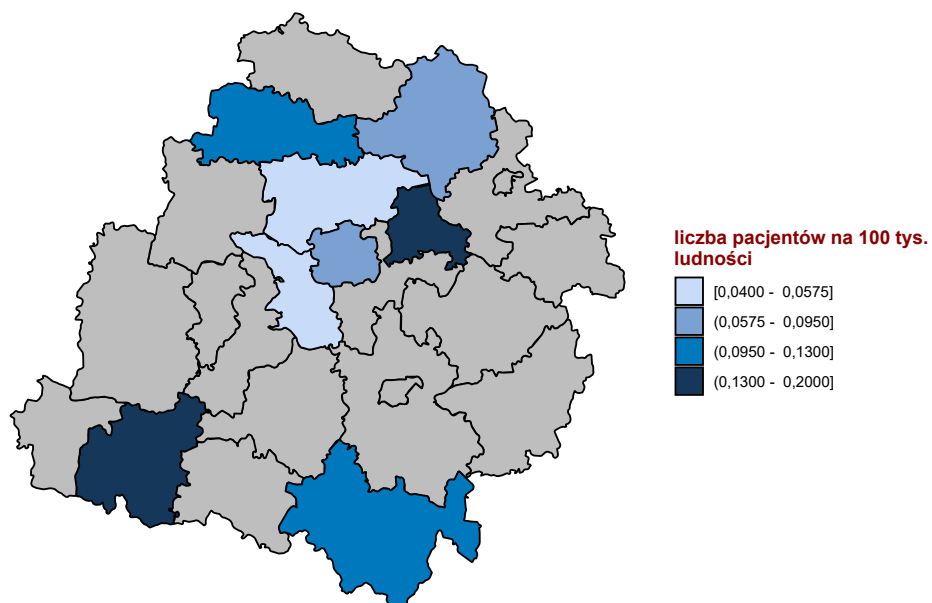 liczba pacjentów na 100 tys.
ludności
[0,0400 - 0,0575]
(0,0575 - 0,0950]
(0,0950 - 0,1300]
(0,1300 - 0,2000]